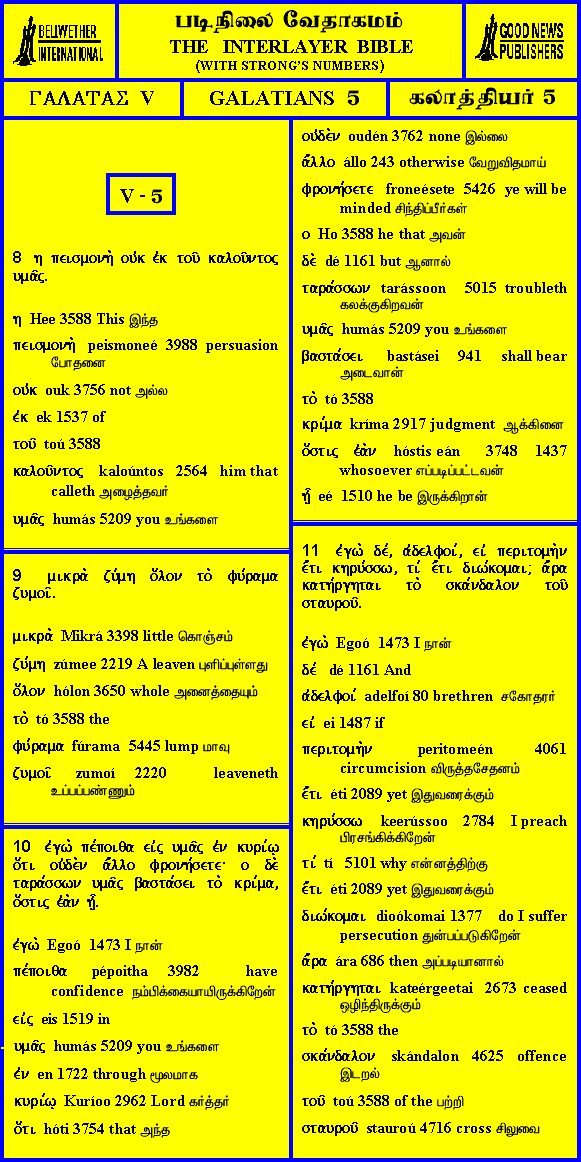 BELLWETHER
INTERNATIONAL
படிநிலை வேதாகமம்
THE INTERLAYER BIBLE
(WITH STRONG'S NUMBERS)
GOOD NEWS
PUBLISHERS
ΓΑΛΑΤΑΣ V
GALATIANS 5
கலாத்தியர் 5
V - 5
8 η πεισμονὴ οὐκ ἐκ τοῦ καλοῦντος
υμᾶς.
η Hee 3588 This இந்த
πεισμονὴ peismoneé 3988 persuasion
போதனை
οὐκ ouk 3756 not அல்ல
ἐκ ek 1537 of
τοῦ toú 3588
καλοῦντος kaloúntos 2564 him that
calleth அழைத்தவர்
υμᾶς humás 5209 you உங்களை
9 μικρὰ ζύμη ὅλον τὸ φύραμα
ζυμοῖ.
μικρὰ Mikrá 3398 little கொஞ்சம்
ζύμη zúmee 2219 A leaven புளிப்புள்ளது
ὅλον hólon 3650 whole அனைத்தையும்
τὸ tó 3588 the
φύραμα fúrama 5445 lump மாவு
ζυμοῖ zumoí 2220 leaveneth
உப்பப்பண்ணும்
10 ἐγὼ πέποιθα εἰς υμᾶς ἐν κυρίῳ
ὅτι οὐδὲν ἄλλο φρονήσετε· ο δὲ
ταράσσων υμᾶς βαστάσει τὸ κρίμα,
ὅστις ἐὰν ᾖ.
ἐγὼ Egoó 1473 I நான்
πέποιθα pépoitha 3982 have
confidence நம்பிக்கையாயிருக்கிறேன்
εἰς eis 1519 in
υμᾶς humás 5209 you உங்களை
ἐν en 1722 through மூலமாக
κυρίῳ Kuríoo 2962 Lord கர்த்தர்
ὅτι hóti 3754 that அந்த
οὐδὲν oudén 3762 none இல்லை
ἄλλο állo 243 otherwise வேறுவிதமாய்
φρονήσετε froneésete 5426 ye will be
minded சிந்திப்பீர்கள்
ο Ho 3588 he that அவன்
δὲ dé 1161 but ஆனால்
ταράσσων tarássoon 5015 troubleth
கலக்குகிறவன்
υμᾶς humás 5209 you உங்களை
βαστάσει bastásei 941 shall bear
அடைவான்
τὸ tó 3588
κρίμα kríma 2917 judgment ஆக்கினை
ὅστις ἐὰν hóstis eán 3748 1437
whosoever எப்படிப்பட்டவன்
ᾖ eé 1510 he be இருக்கிறான்
11 ἐγὼ δέ, ἀδελφοί, εἰ περιτομὴν
ἔτι κηρύσσω, τί ἔτι διώκομαι; ἄρα
κατήργηται τὸ σκάνδαλον τοῦ
σταυροῦ.
ἐγὼ Egoó 1473 I நான்
δέ dé 1161 And
ἀδελφοί adelfoí 80 brethren சகோதரர்
εἰ ei 1487 if
περιτομὴν peritomeén 4061
circumcision விருத்தசேதனம்
ἔτι éti 2089 yet இதுவரைக்கும்
κηρύσσω keerússoo 2784 I preach
பிரசங்கிக்கிறேன்
τί tí 5101 why என்னத்திற்கு
ἔτι éti 2089 yet இதுவரைக்கும்
διώκομαι dioókomai 1377 do I suffer
persecution துன்பப்படுகிறேன்
ἄρα ára 686 then அப்படியானால்
κατήργηται kateérgeetai 2673 ceased
ஒழிந்திருக்கும்
τὸ tó 3588 the
σκάνδαλον skándalon 4625 offence
இடறல்
τοῦ toú 3588 of the பற்றி
σταυροῦ stauroú 4716 cross சிலுவை